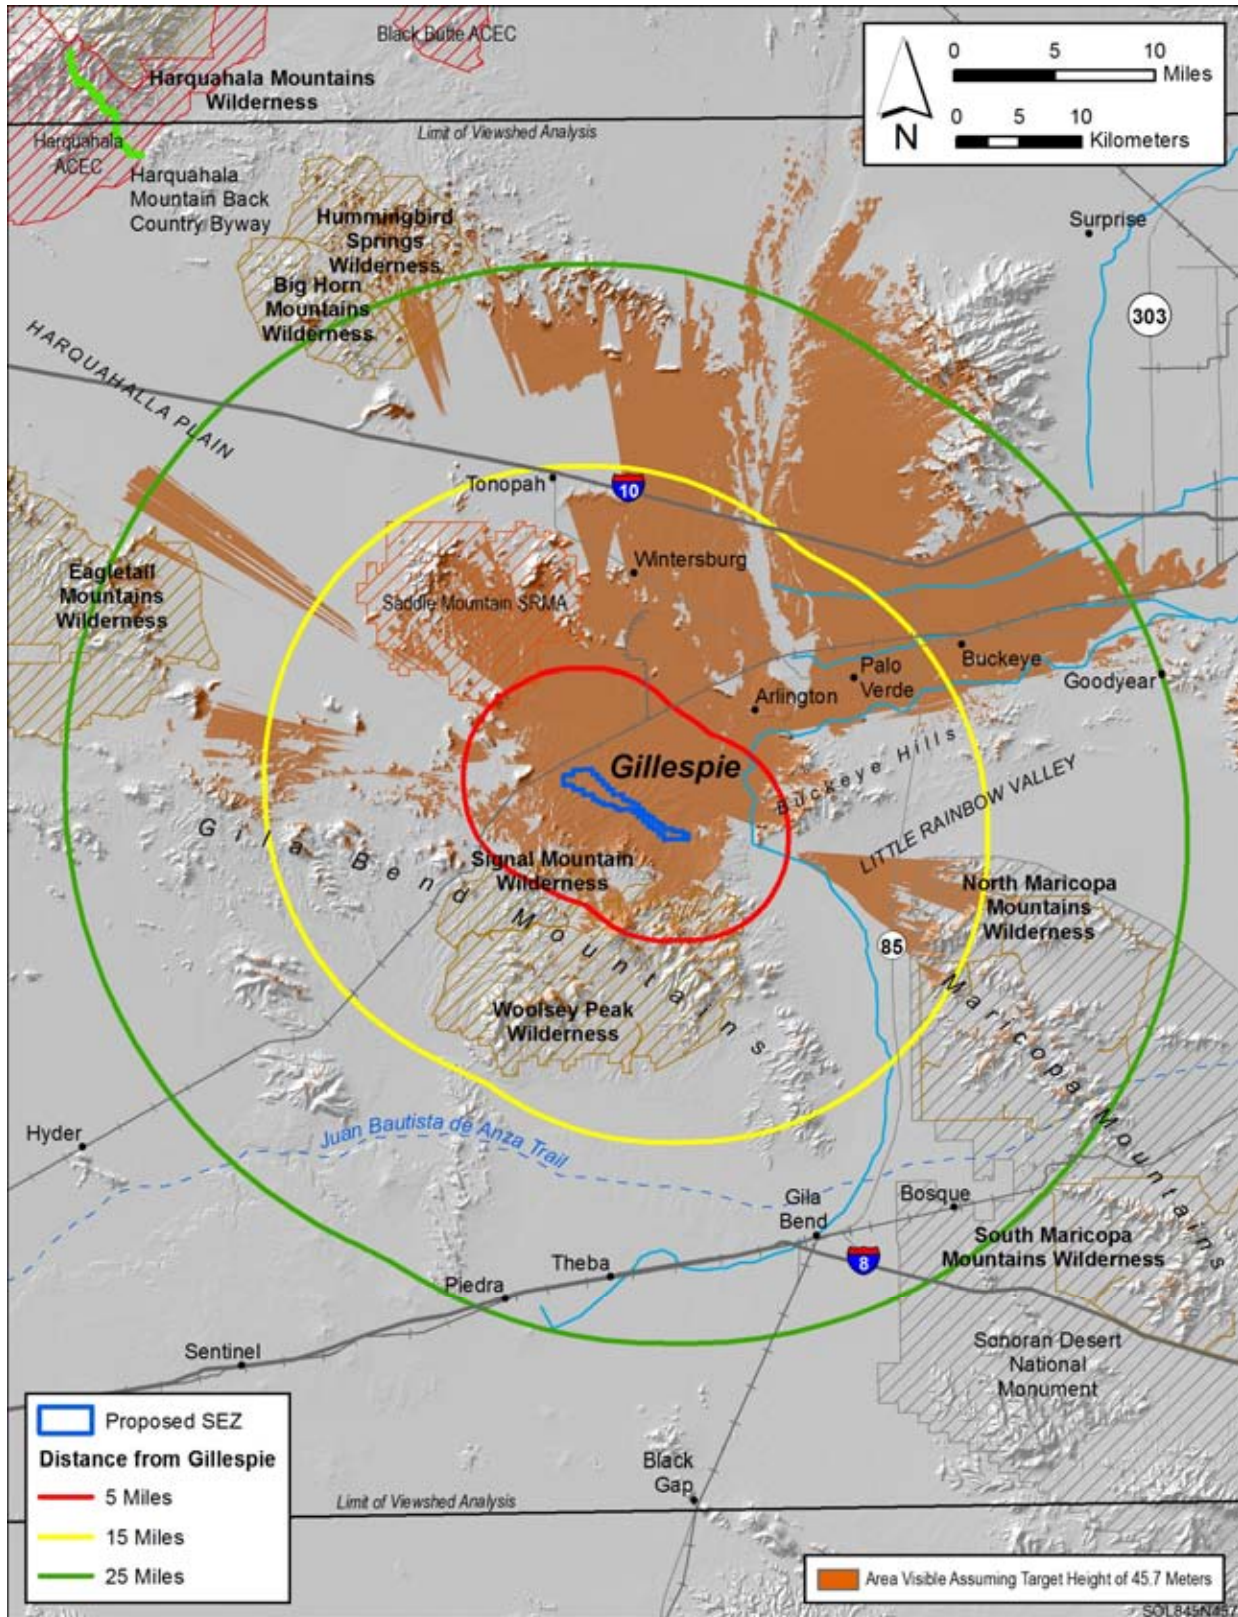 Black Butte ACEC
Harquahala Mountains
Wilderness
0 5 10
Miles
0 5 10
Kilometers
N
Limit of Viewshed Analysis
Harquahala
ACEC
Harquahala
Mountain Back
Country Byway
Hummingbird
Springs
Wilderness
Big Horn
Mountains
Wilderness
Surprise
303
HARQUAHALLA PLAIN
Tonopah
10
Wintersburg
Eagletail
Mountains
Wilderness
Saddle Mountain SRMA
Palo
Verde
Buckeye
Goodyear
Arlington
Gillespie
Buckeye Hills
LITTLE RAINBOW VALLEY
Gila Bend Mountains
Signal Mountain
Wilderness
North Maricopa
Mountains
Wilderness
85
Woolsey Peak
Wilderness
Maricopa Mountains
Hyder
Juan Bautista de Anza Trail
Gila
Bend
Bosque
South Maricopa
Mountains Wilderness
8
Theba
Piedra
Sentinel
Sonoran Desert
National
Monument
Black
Gap
Limit of Viewshed Analysis
Proposed SEZ
Distance from Gillespie
5 Miles
15 Miles
25 Miles
Area Visible Assuming Target Height of 45.7 Meters